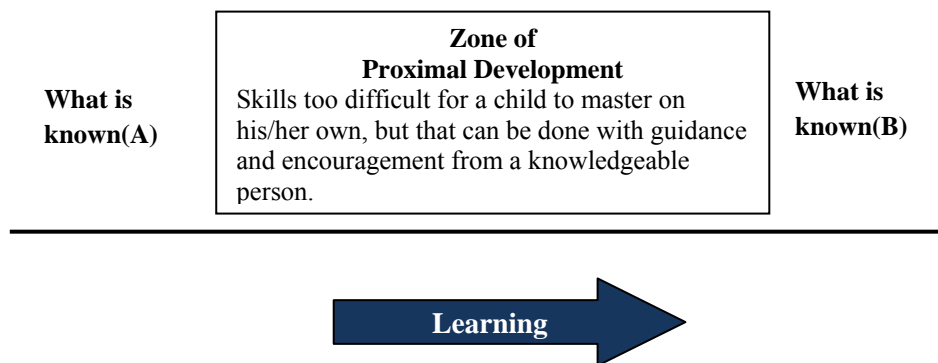 What is
known(A)
Zone of
Proximal Development
Skills too difficult for a child to master on
his/her own, but that can be done with guidance
and encouragement from a knowledgeable
person.
What is
known(B)
Learning